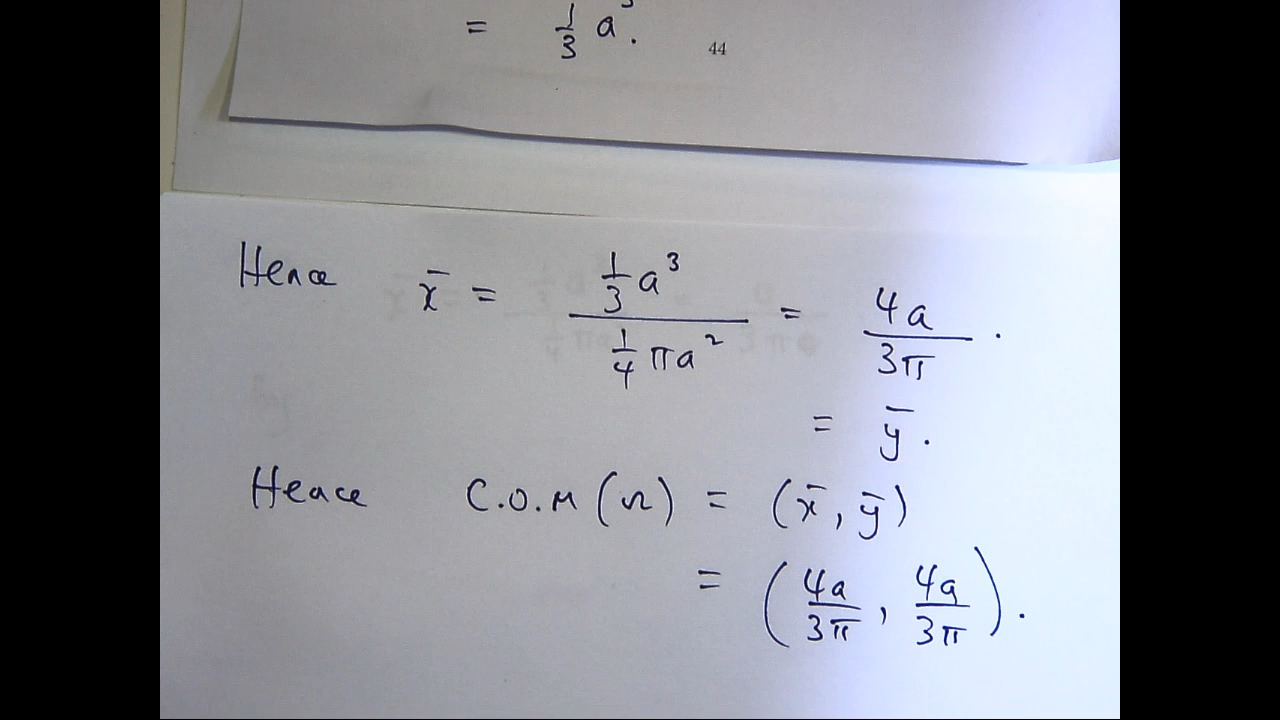 = 1/3 a³.
44
Hence x̄ = (1/3 a³)/(1/4 πa²) = 4a/3π.
= ȳ.
Hence C.O.M(Ω) = (x̄, ȳ)
= (4a/3π, 4a/3π).